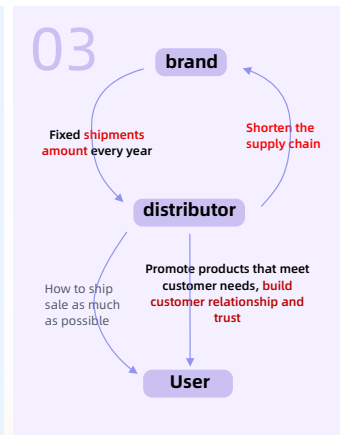 03
brand
Fixed shipments
amount every year
Shorten the
supply chain
distributor
How to ship
sale as much
as possible
Promote products that meet
customer needs, build
customer relationship and
trust
User